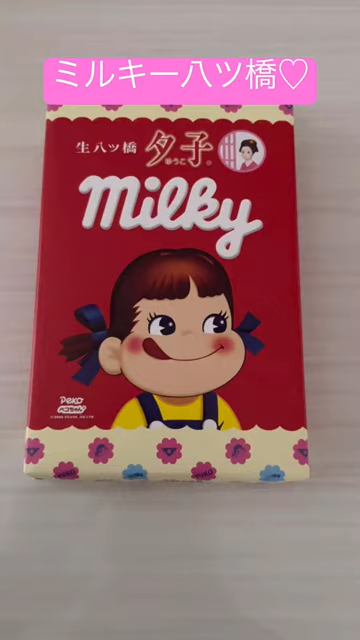 ミルキー八ツ橋♡
生八ツ橋 夕子
ゆうこ
milky
Peko
ペコちゃん